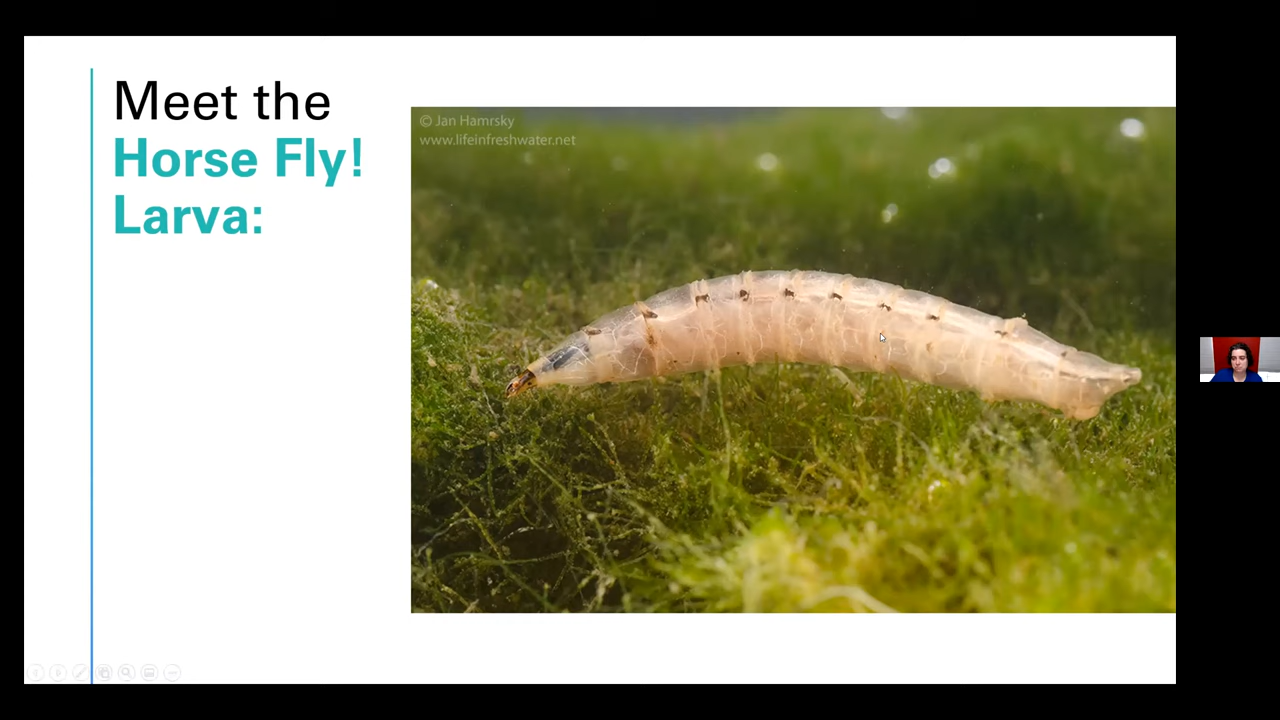 Meet the
Horse Fly!
Larva:
© Jan Hamrsky
www.lifeinfreshwater.net